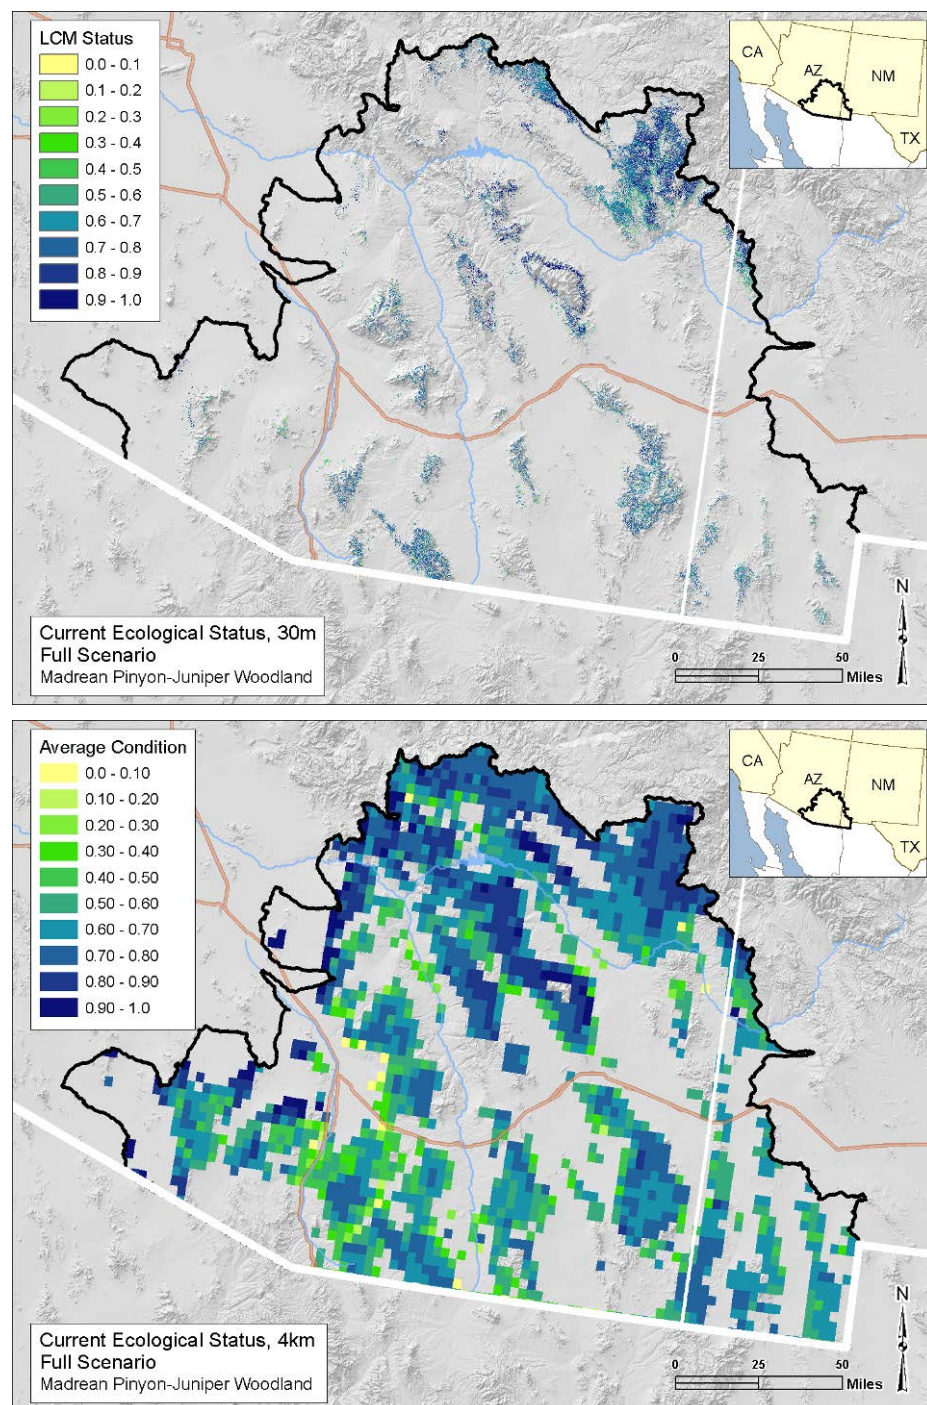 LCM Status
0.0 - 0.1
0.1 - 0.2
0.2 - 0.3
0.3 - 0.4
0.4 - 0.5
0.5 - 0.6
0.6 - 0.7
0.7 - 0.8
0.8 - 0.9
0.9 - 1.0
CA
AZ
NM
TX
Current Ecological Status, 30m
Full Scenario
Madrean Pinyon-Juniper Woodland
N
0 25 50
Miles
Average Condition
0.0 - 0.10
0.10 - 0.20
0.20 - 0.30
0.30 - 0.40
0.40 - 0.50
0.50 - 0.60
0.60 - 0.70
0.70 - 0.80
0.80 - 0.90
0.90 - 1.0
CA
AZ
NM
TX
Current Ecological Status, 4km
Full Scenario
Madrean Pinyon-Juniper Woodland
N
0 25 50
Miles